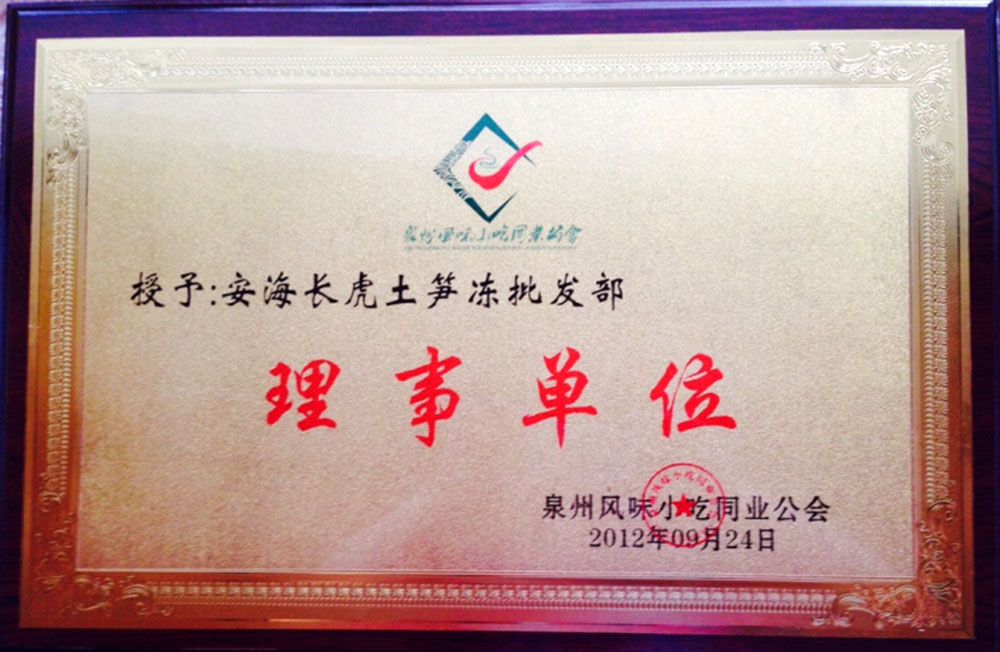 泉州风味小吃同业公会
授予:安海长虎土笋冻批发部
理事单位
泉州风味小吃同业公会
2012年09月24日